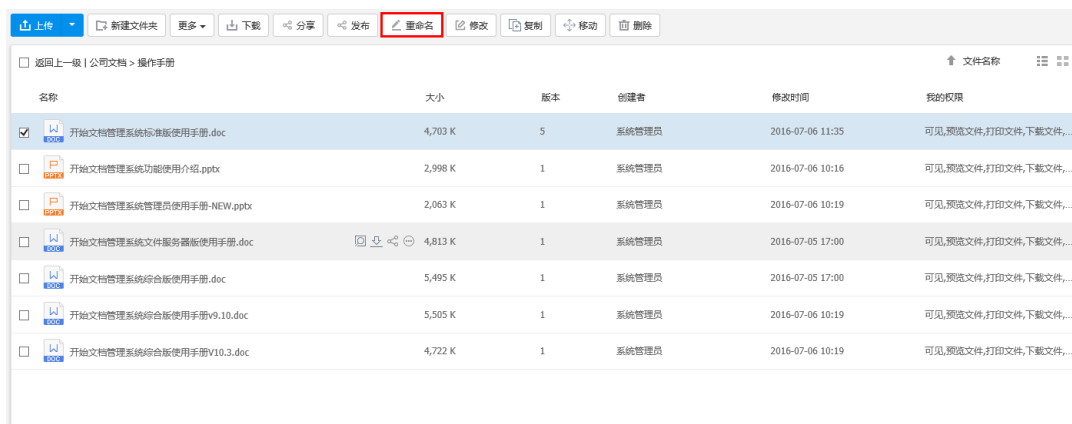 上传 新建文件夹 更多 下载 分享 发布 重命名 修改 复制 移动 删除
返回上一级 | 公司文档 > 操作手册 文件名称
名称 大小 版本 创建者 修改时间 我的权限
DOC 开始文档管理系统标准版使用手册.doc 4,703 K 5 系统管理员 2016-07-06 11:35 可见,预览文件,打印文件,下载文件,...
PPTX 开始文档管理系统功能使用介绍.pptx 2,998 K 1 系统管理员 2016-07-06 10:16 可见,预览文件,打印文件,下载文件,...
PPTX 开始文档管理系统管理员使用手册-NEW.pptx 2,063 K 1 系统管理员 2016-07-06 10:19 可见,预览文件,打印文件,下载文件,...
DOC 开始文档管理系统文件服务器版使用手册.doc 4,813 K 1 系统管理员 2016-07-05 17:00 可见,预览文件,打印文件,下载文件,...
DOC 开始文档管理系统综合版使用手册.doc 5,495 K 1 系统管理员 2016-07-05 17:00 可见,预览文件,打印文件,下载文件,...
DOC 开始文档管理系统综合版使用手册v9.10.doc 5,505 K 1 系统管理员 2016-07-06 10:19 可见,预览文件,打印文件,下载文件,...
DOC 开始文档管理系统综合版使用手册V10.3.doc 4,722 K 1 系统管理员 2016-07-06 10:19 可见,预览文件,打印文件,下载文件,...